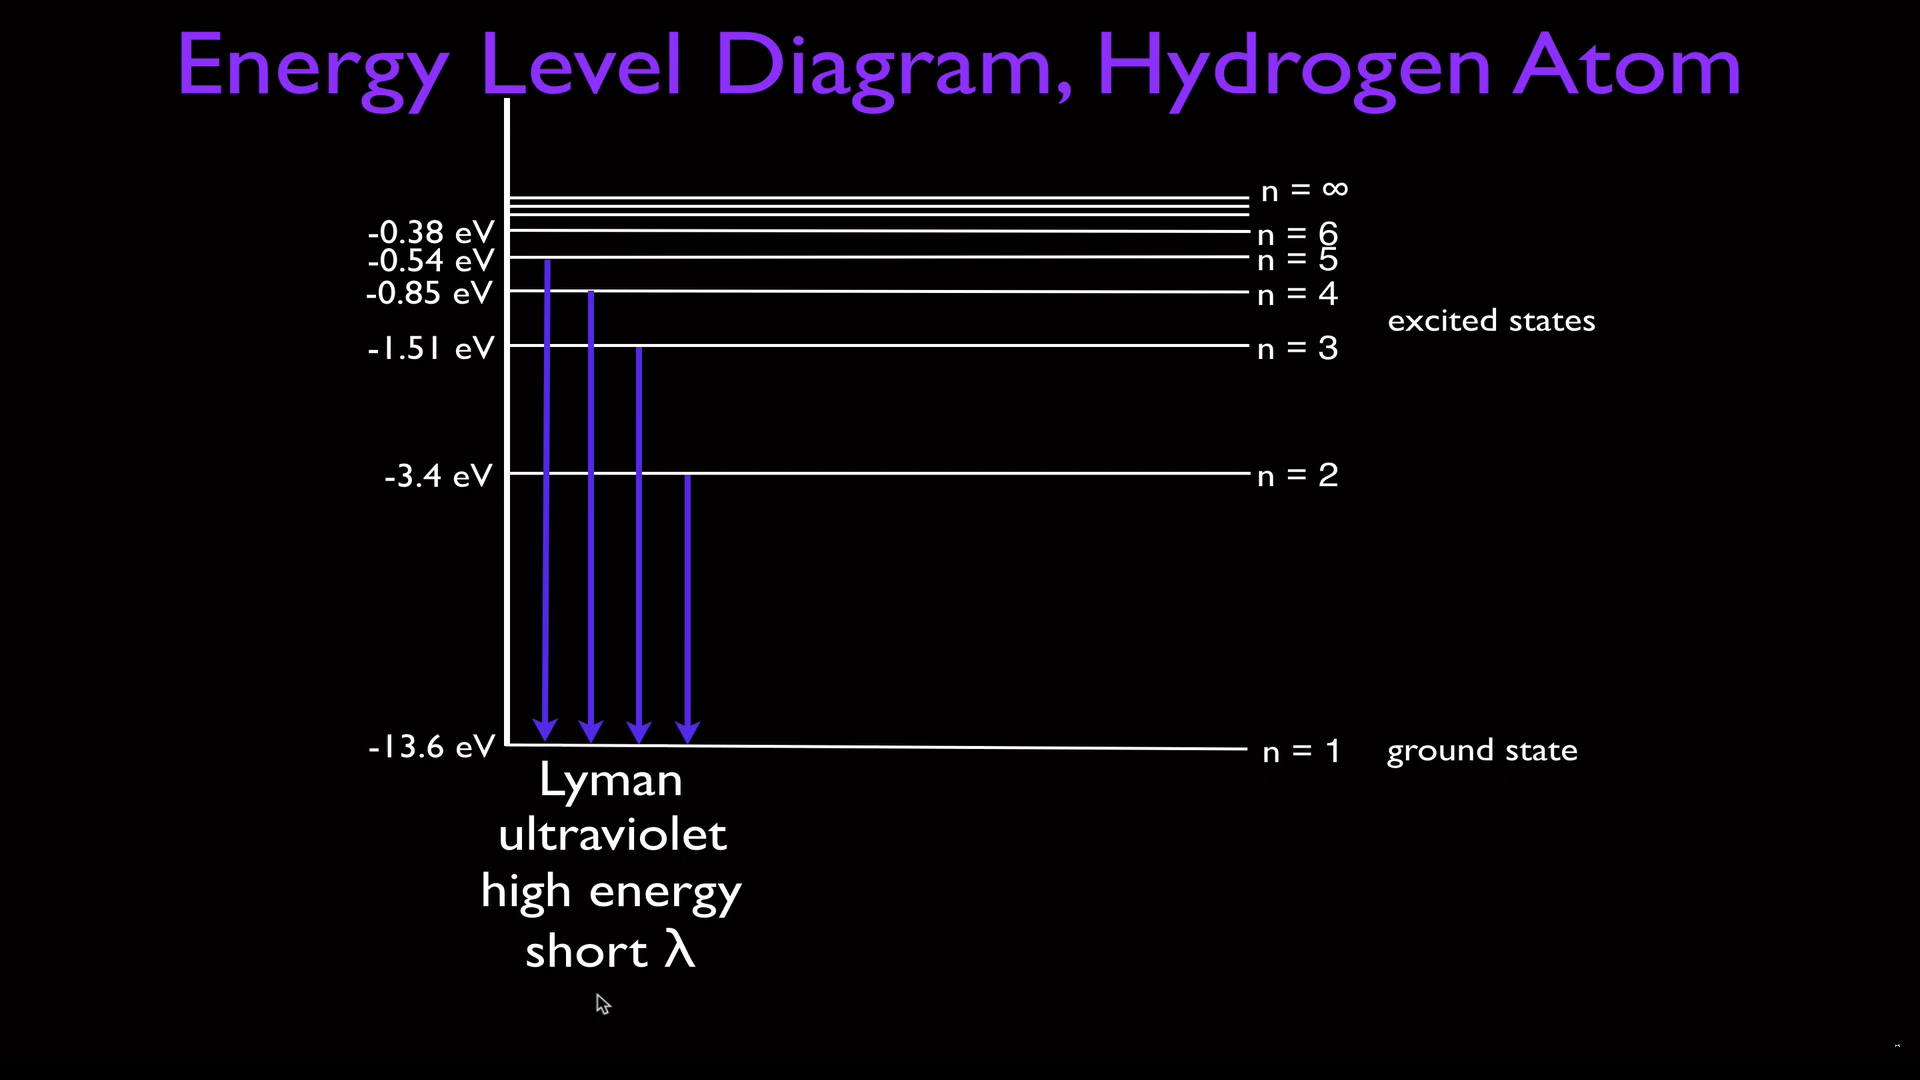 Energy Level Diagram, Hydrogen Atom
n = ∞
-0.38 eV n = 6
-0.54 eV n = 5
-0.85 eV n = 4
excited states
-1.51 eV n = 3
-3.4 eV n = 2
-13.6 eV n = 1 ground state
Lyman
ultraviolet
high energy
short λ